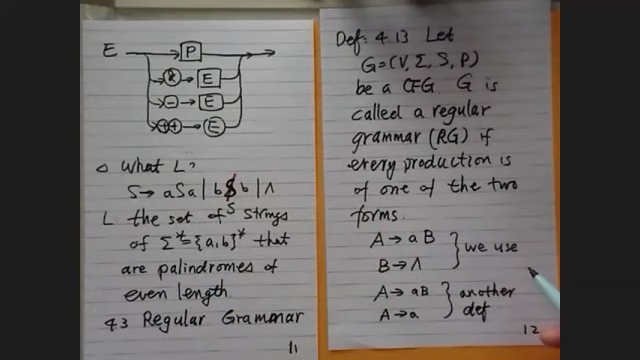 E
P
* E
- E
++ E
△ What L?
S → aSa | bSb | Λ
L the set of S strings
of Σ* = {a,b}* that
are palindromes of
even length.
4.3 Regular Grammar
11
Def: 4.13 Let
G=(V, Σ, S, P)
be a CFG. G is
called a regular
grammar (RG) if
every production is
of one of the two
forms.
A → aB
B → Λ
we use
A → aB
A → a
another
def
12